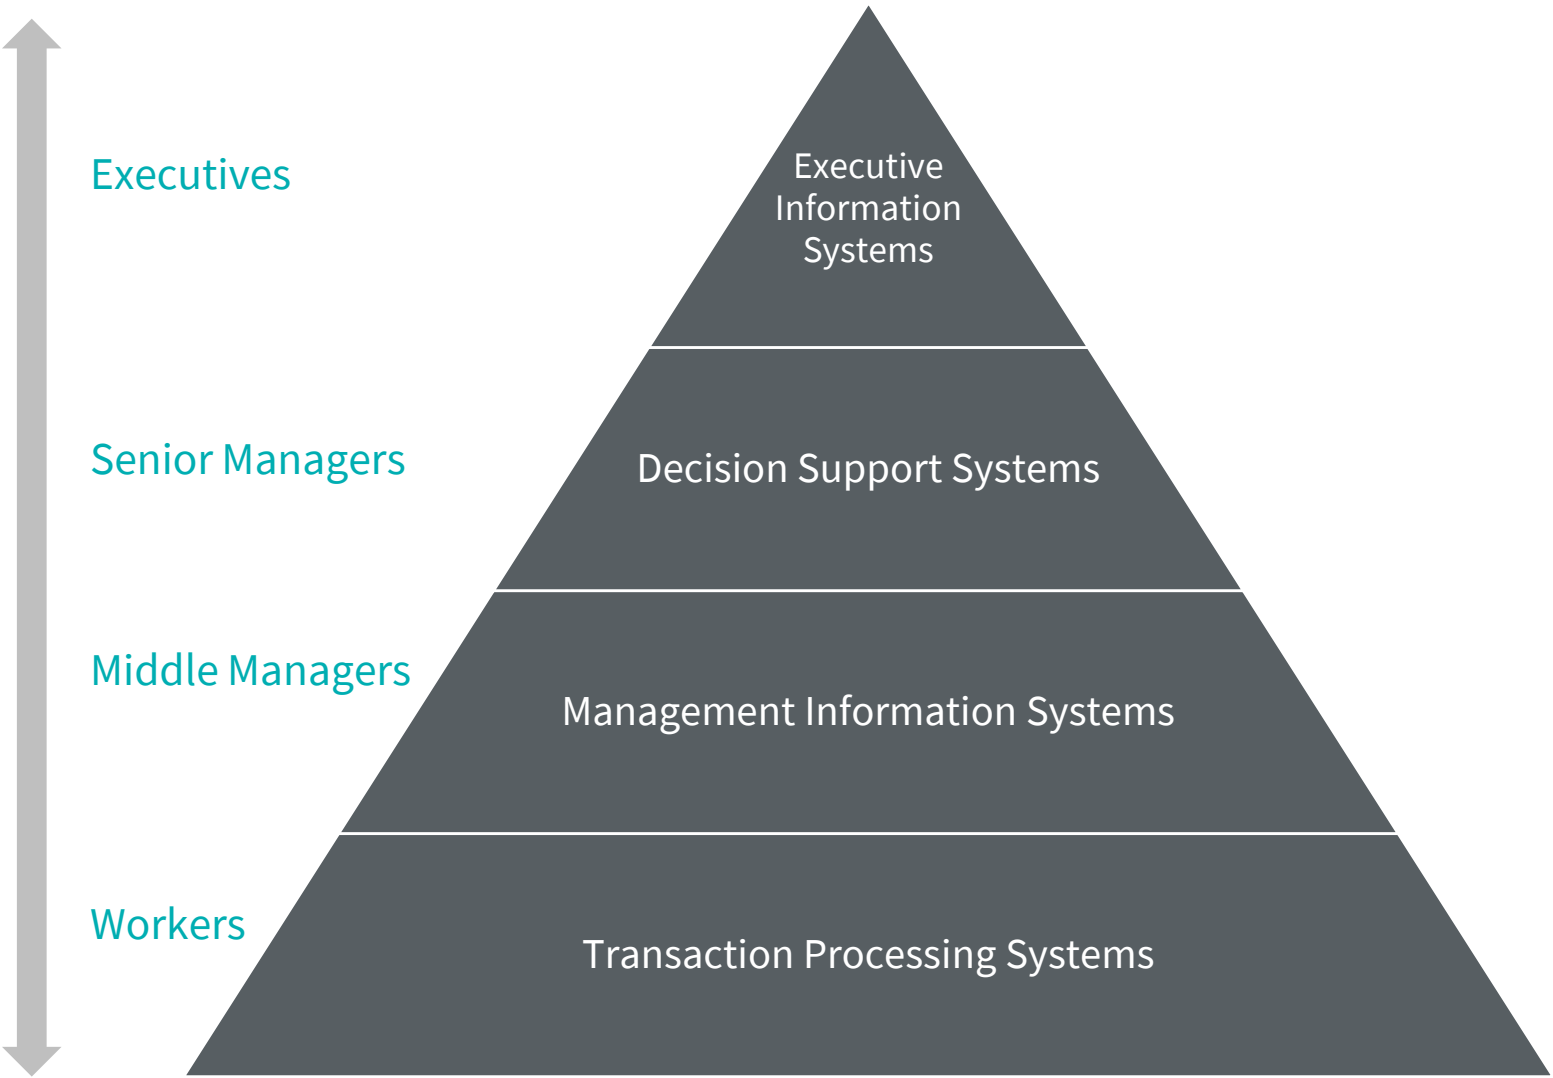 Executives
Executive
Information
Systems
Senior Managers
Decision Support Systems
Middle Managers
Management Information Systems
Workers
Transaction Processing Systems